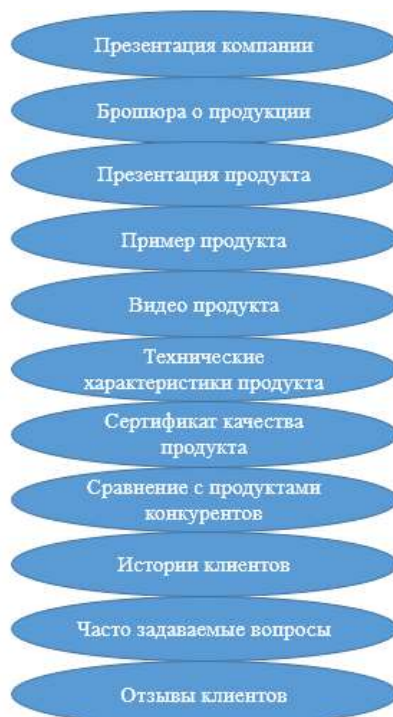 Презентация компании
Брошюра о продукции
Презентация продукта
Пример продукта
Видео продукта
Технические
характеристики продукта
Сертификат качества
продукта
Сравнение с продуктами
конкурентов
Истории клиентов
Часто задаваемые вопросы
Отзывы клиентов